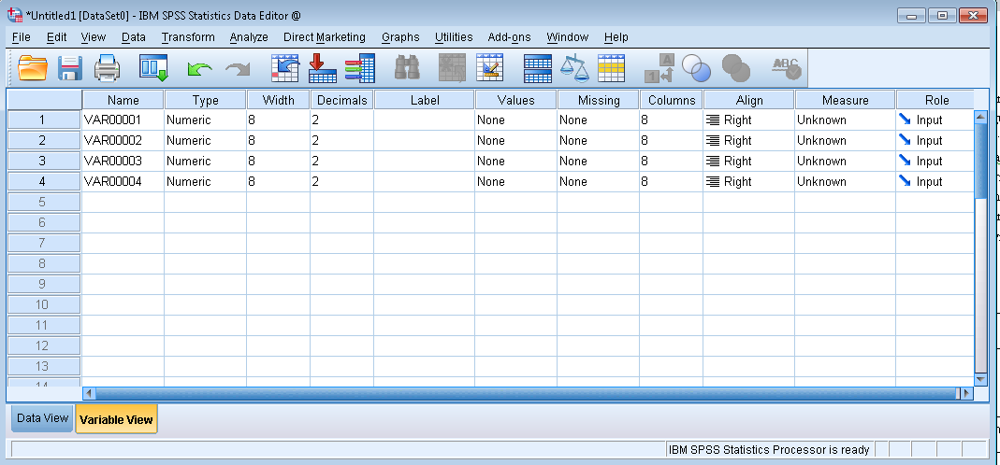 *Untitled1 [DataSet0] - IBM SPSS Statistics Data Editor @
File Edit View Data Transform Analyze Direct Marketing Graphs Utilities Add-ons Window Help
A
1
ABC
Name Type Width Decimals Label Values Missing Columns Align Measure Role
1 VAR00001 Numeric 8 2 None None 8 Right Unknown Input
2 VAR00002 Numeric 8 2 None None 8 Right Unknown Input
3 VAR00003 Numeric 8 2 None None 8 Right Unknown Input
4 VAR00004 Numeric 8 2 None None 8 Right Unknown Input
5
6
7
8
9
10
11
12
13
14
Data View Variable View
IBM SPSS Statistics Processor is ready